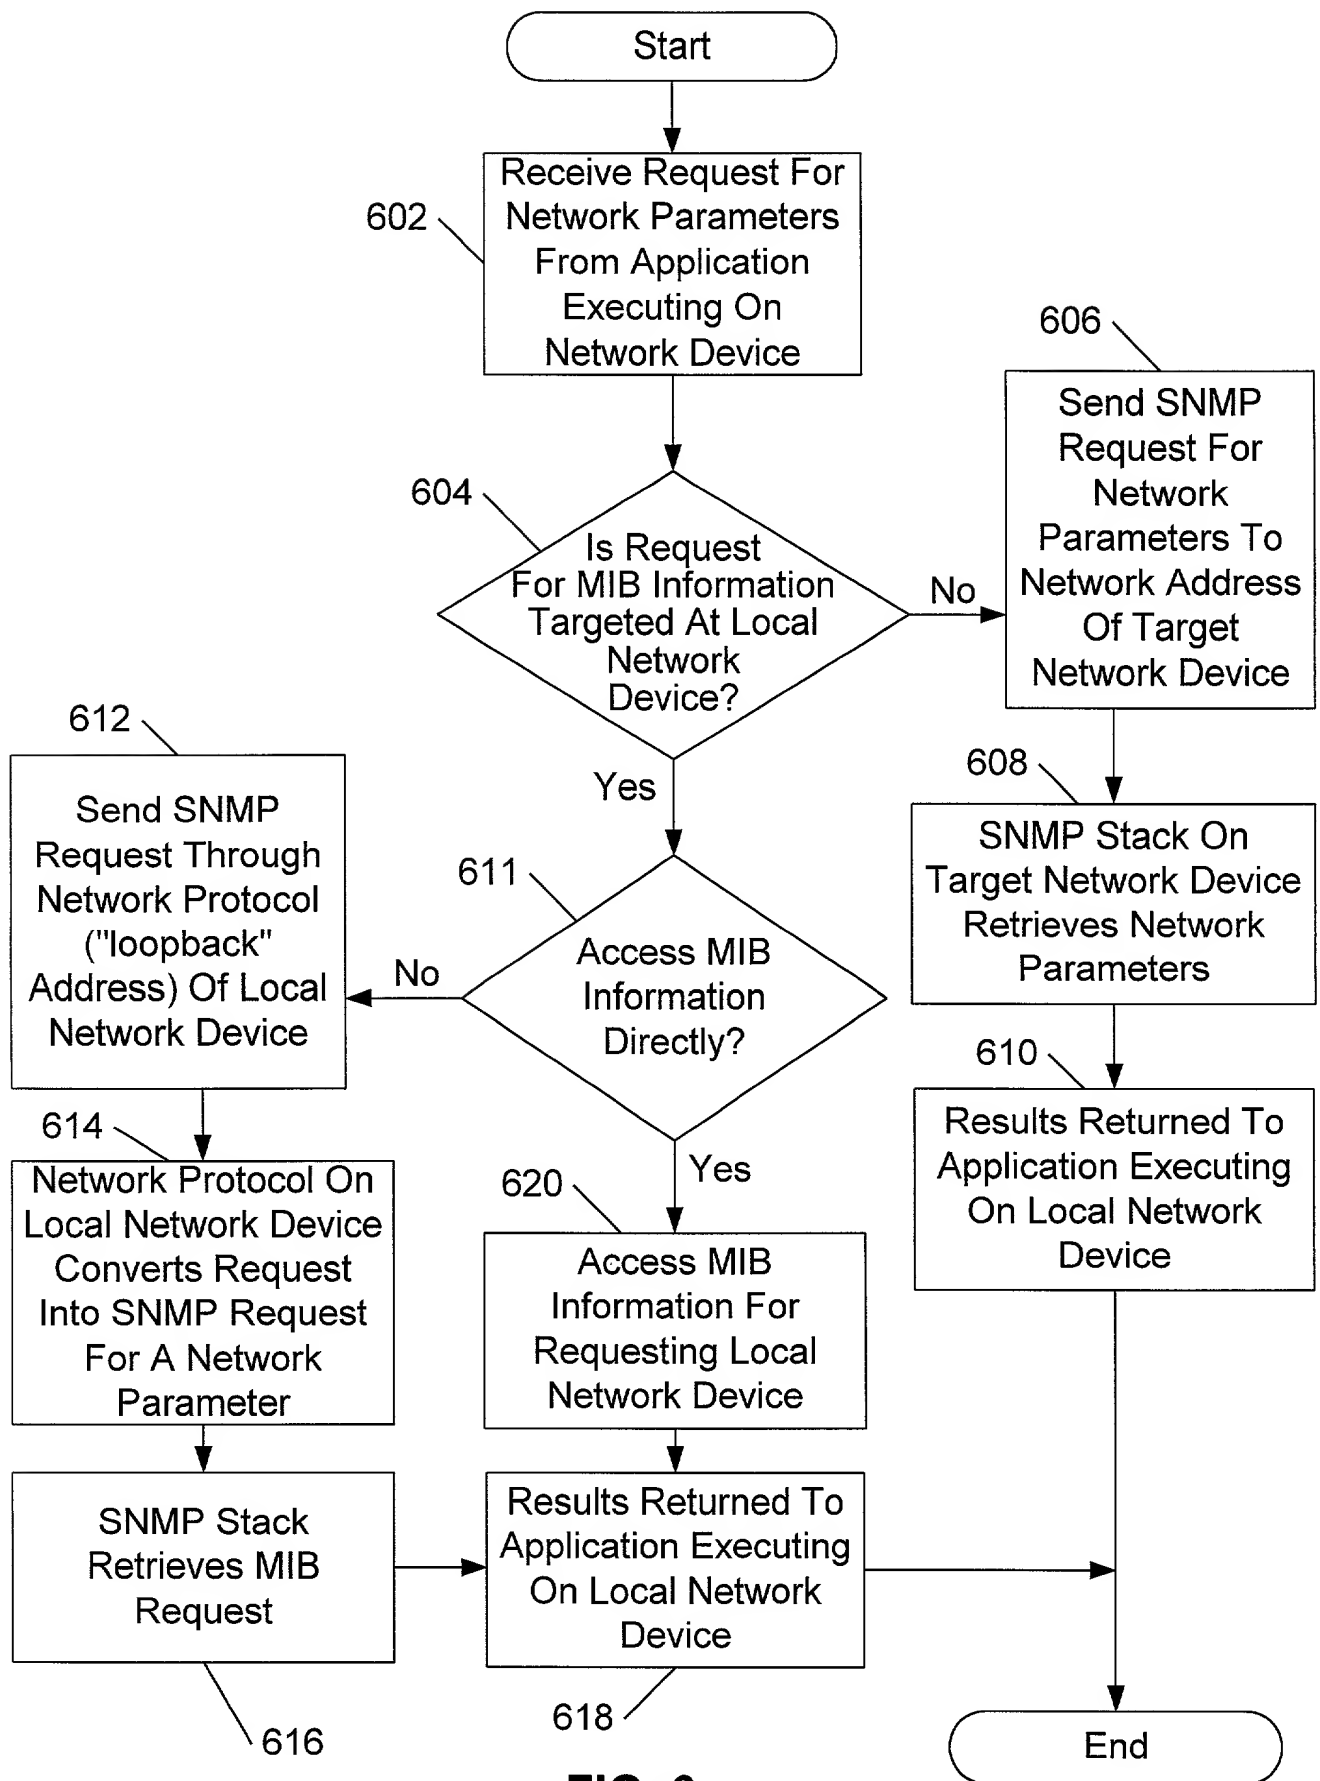 Start
Receive Request For
Network Parameters
From Application
Executing On
Network Device
602
604
Is Request
For MIB Information
Targeted At Local
Network
Device?
No
Yes
606
Send SNMP
Request For
Network
Parameters To
Network Address
Of Target
Network Device
608
SNMP Stack On
Target Network Device
Retrieves Network
Parameters
610
Results Returned To
Application Executing
On Local Network
Device
611
Access MIB
Information
Directly?
No
Yes
612
Send SNMP
Request Through
Network Protocol
("loopback"
Address) Of Local
Network Device
614
Network Protocol On
Local Network Device
Converts Request
Into SNMP Request
For A Network
Parameter
SNMP Stack
Retrieves MIB
Request
616
620
Access MIB
Information For
Requesting Local
Network Device
Results Returned To
Application Executing
On Local Network
Device
618
End